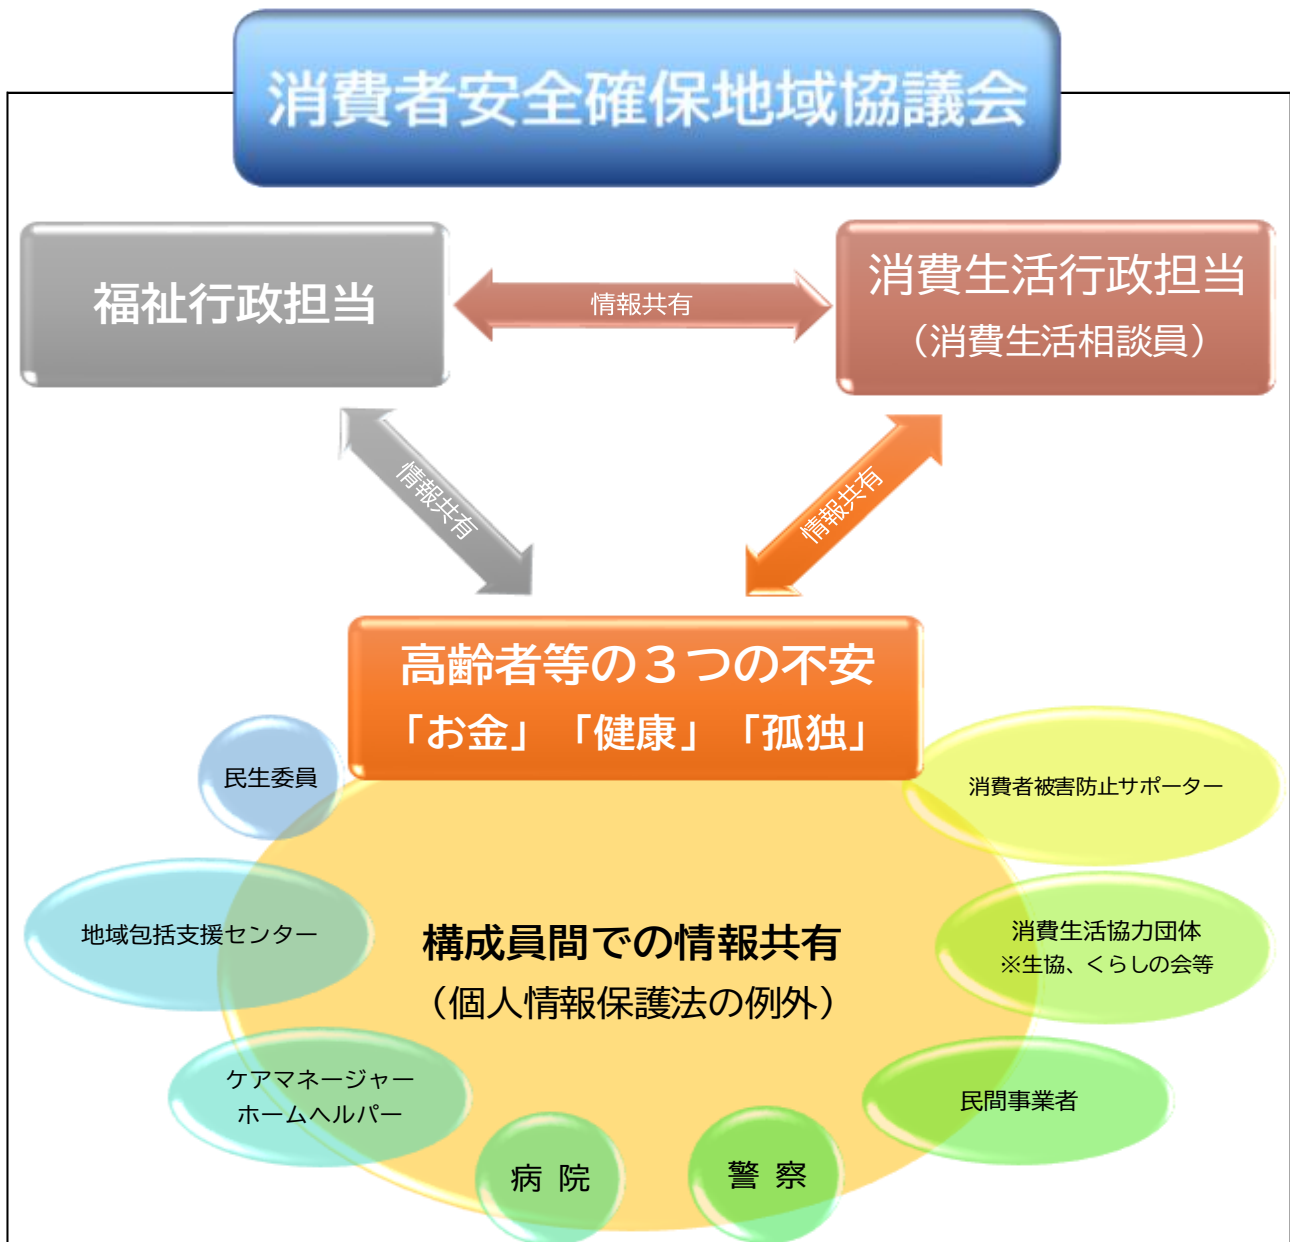 消費者安全確保地域協議会
福祉行政担当
情報共有
消費生活行政担当
（消費生活相談員）
情報共有
情報共有
高齢者等の３つの不安
「お金」「健康」「孤独」
民生委員
消費者被害防止サポーター
地域包括支援センター
構成員間での情報共有
（個人情報保護法の例外）
消費生活協力団体
※生協、くらしの会等
ケアマネージャー
ホームヘルパー
民間事業者
病 院
警 察